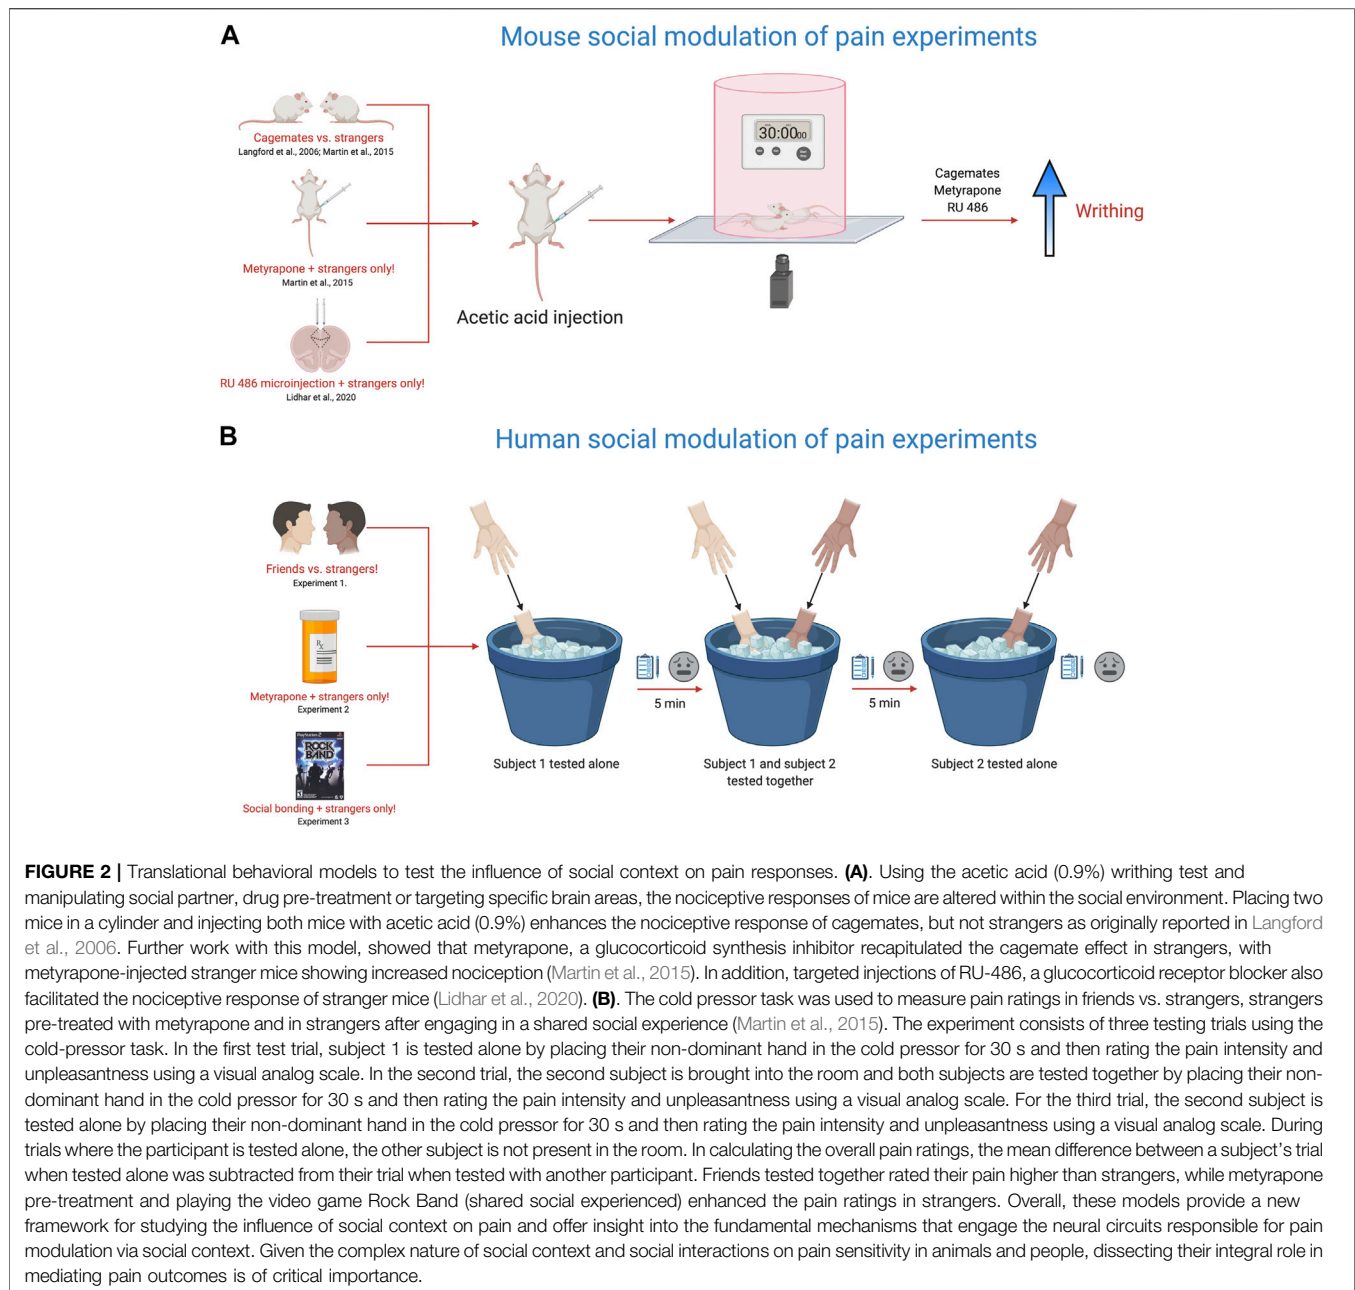 A
Mouse social modulation of pain experiments
Cagemates vs. strangers
Langford et al., 2006; Martin et al., 2015
Metyrapone + strangers only!
Martin et al., 2015
RU 486 microinjection + strangers only!
Lidhar et al., 2020
Acetic acid injection
30:00 00
Cagemates
Metyrapone
RU 486
Writhing
B
Human social modulation of pain experiments
Friends vs. strangers!
Experiment 1.
Rx
Metyrapone + strangers only!
Experiment 2
PlayStation 2
ROCK
BAND
Social bonding + strangers only!
Experiment 3
5 min
5 min
Subject 1 tested alone
Subject 1 and subject 2
tested together
Subject 2 tested alone
FIGURE 2 | Translational behavioral models to test the influence of social context on pain responses. (A). Using the acetic acid (0.9%) writhing test and
manipulating social partner, drug pre-treatment or targeting specific brain areas, the nociceptive responses of mice are altered within the social environment. Placing two
mice in a cylinder and injecting both mice with acetic acid (0.9%) enhances the nociceptive response of cagemates, but not strangers as originally reported in Langford
et al., 2006. Further work with this model, showed that metyrapone, a glucocorticoid synthesis inhibitor recapitulated the cagemate effect in strangers, with
metyrapone-injected stranger mice showing increased nociception (Martin et al., 2015). In addition, targeted injections of RU-486, a glucocorticoid receptor blocker also
facilitated the nociceptive response of stranger mice (Lidhar et al., 2020). (B). The cold pressor task was used to measure pain ratings in friends vs. strangers, strangers
pre-treated with metyrapone and in strangers after engaging in a shared social experience (Martin et al., 2015). The experiment consists of three testing trials using the
cold-pressor task. In the first test trial, subject 1 is tested alone by placing their non-dominant hand in the cold pressor for 30 s and then rating the pain intensity and
unpleasantness using a visual analog scale. In the second trial, the second subject is brought into the room and both subjects are tested together by placing their non-
dominant hand in the cold pressor for 30 s and then rating the pain intensity and unpleasantness using a visual analog scale. For the third trial, the second subject is
tested alone by placing their non-dominant hand in the cold pressor for 30 s and then rating the pain intensity and unpleasantness using a visual analog scale. During
trials where the participant is tested alone, the other subject is not present in the room. In calculating the overall pain ratings, the mean difference between a subject's trial
when tested alone was subtracted from their trial when tested with another participant. Friends tested together rated their pain higher than strangers, while metyrapone
pre-treatment and playing the video game Rock Band (shared social experienced) enhanced the pain ratings in strangers. Overall, these models provide a new
framework for studying the influence of social context on pain and offer insight into the fundamental mechanisms that engage the neural circuits responsible for pain
modulation via social context. Given the complex nature of social context and social interactions on pain sensitivity in animals and people, dissecting their integral role in
mediating pain outcomes is of critical importance.